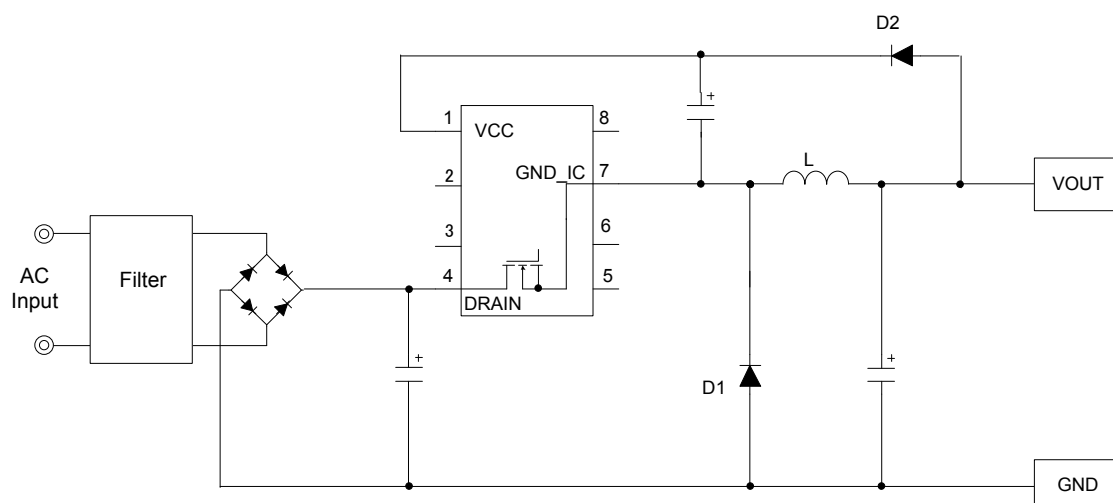 D2
+
1
VCC
8
2
GND_IC
7
L
VOUT
3
6
4
DRAIN
5
AC
Input
Filter
+
D1
+
GND